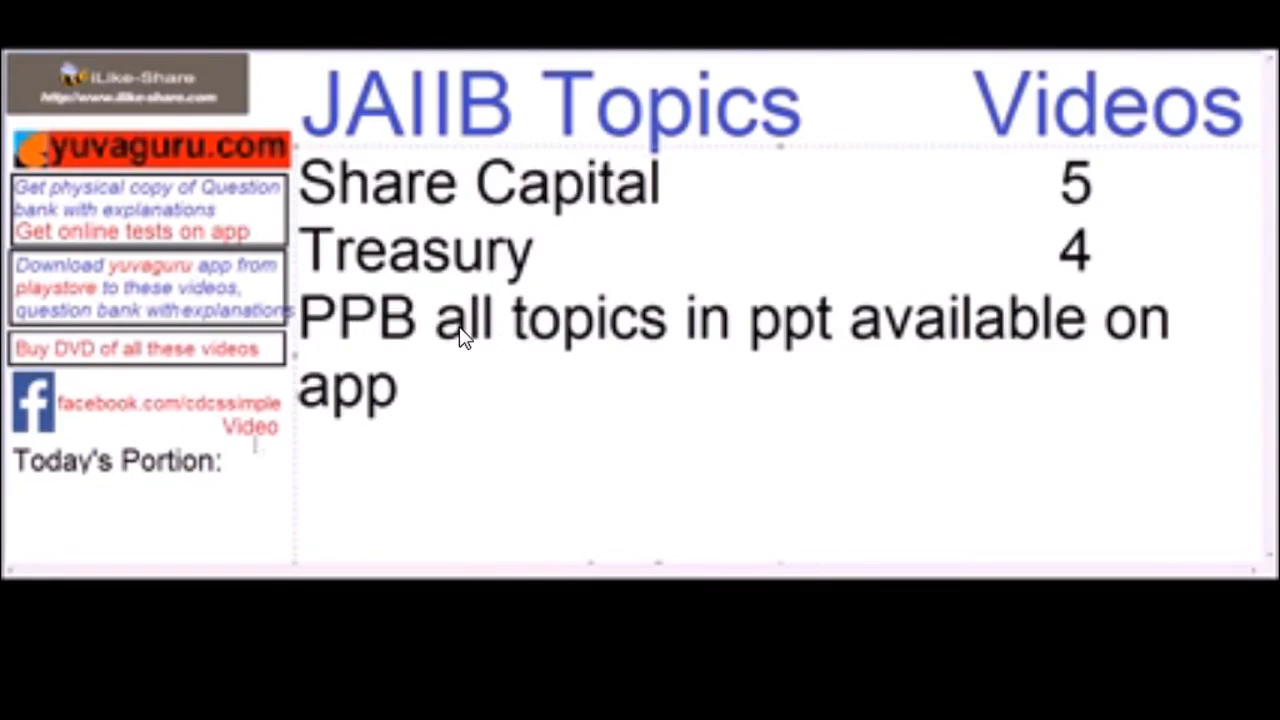 iLike-Share
http://www.ilike-share.com
yuvaguru.com
Get physical copy of Question
bank with explanations
Get online tests on app
Download yuvaguru app from
playstore to these videos,
question bank with explanations
Buy DVD of all these videos
facebook.com/cdcssimple
Video
Today's Portion:
JAIIB Topics Videos
Share Capital 5
Treasury 4
PPB all topics in ppt available on
app